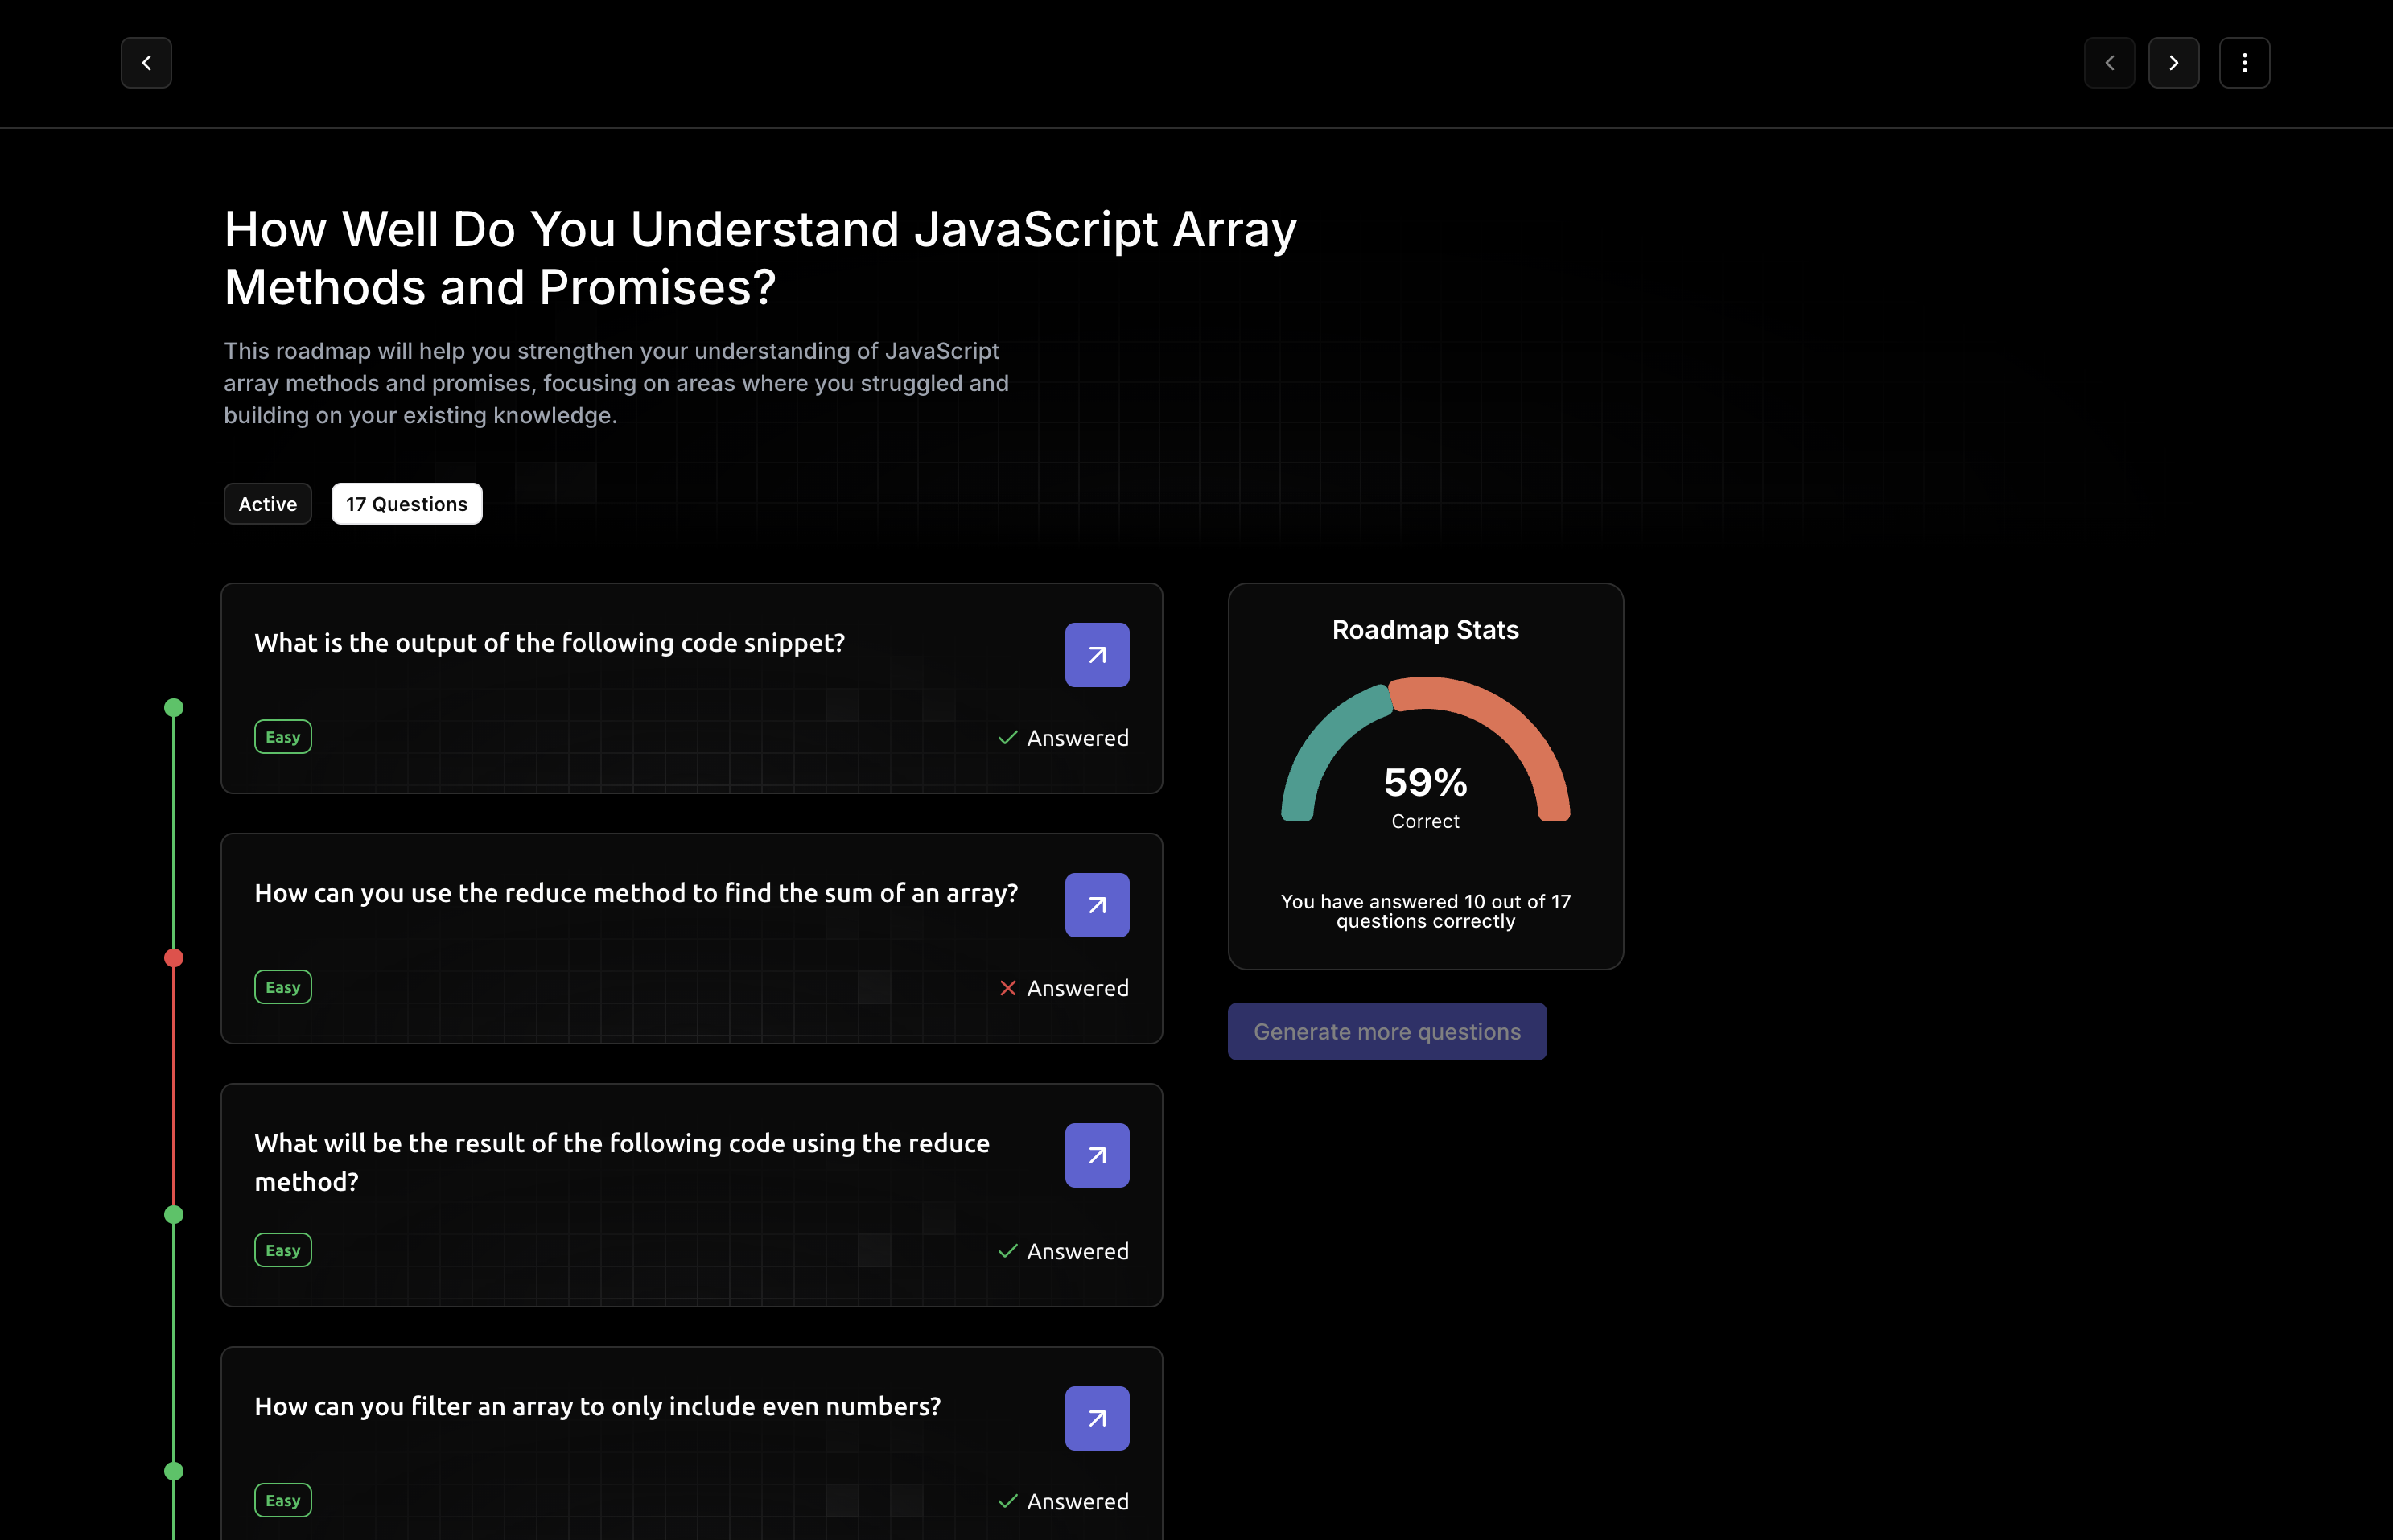 How Well Do You Understand JavaScript Array
Methods and Promises?
This roadmap will help you strengthen your understanding of JavaScript
array methods and promises, focusing on areas where you struggled and
building on your existing knowledge.
Active
17 Questions
What is the output of the following code snippet?
Easy
Answered
How can you use the reduce method to find the sum of an array?
Easy
Answered
What will be the result of the following code using the reduce
method?
Easy
Answered
How can you filter an array to only include even numbers?
Easy
Answered
Roadmap Stats
59%
Correct
You have answered 10 out of 17
questions correctly
Generate more questions